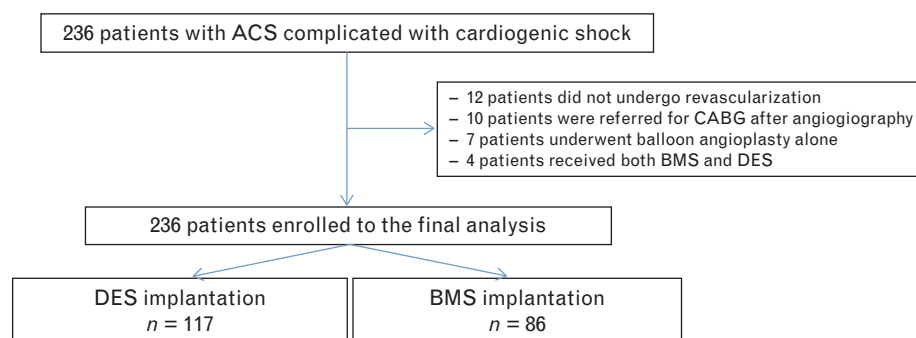 236 patients with ACS complicated with cardiogenic shock
– 12 patients did not undergo revascularization
– 10 patients were referred for CABG after angiogiography
– 7 patients underwent balloon angioplasty alone
– 4 patients received both BMS and DES
236 patients enrolled to the final analysis
DES implantation
n = 117
BMS implantation
n = 86